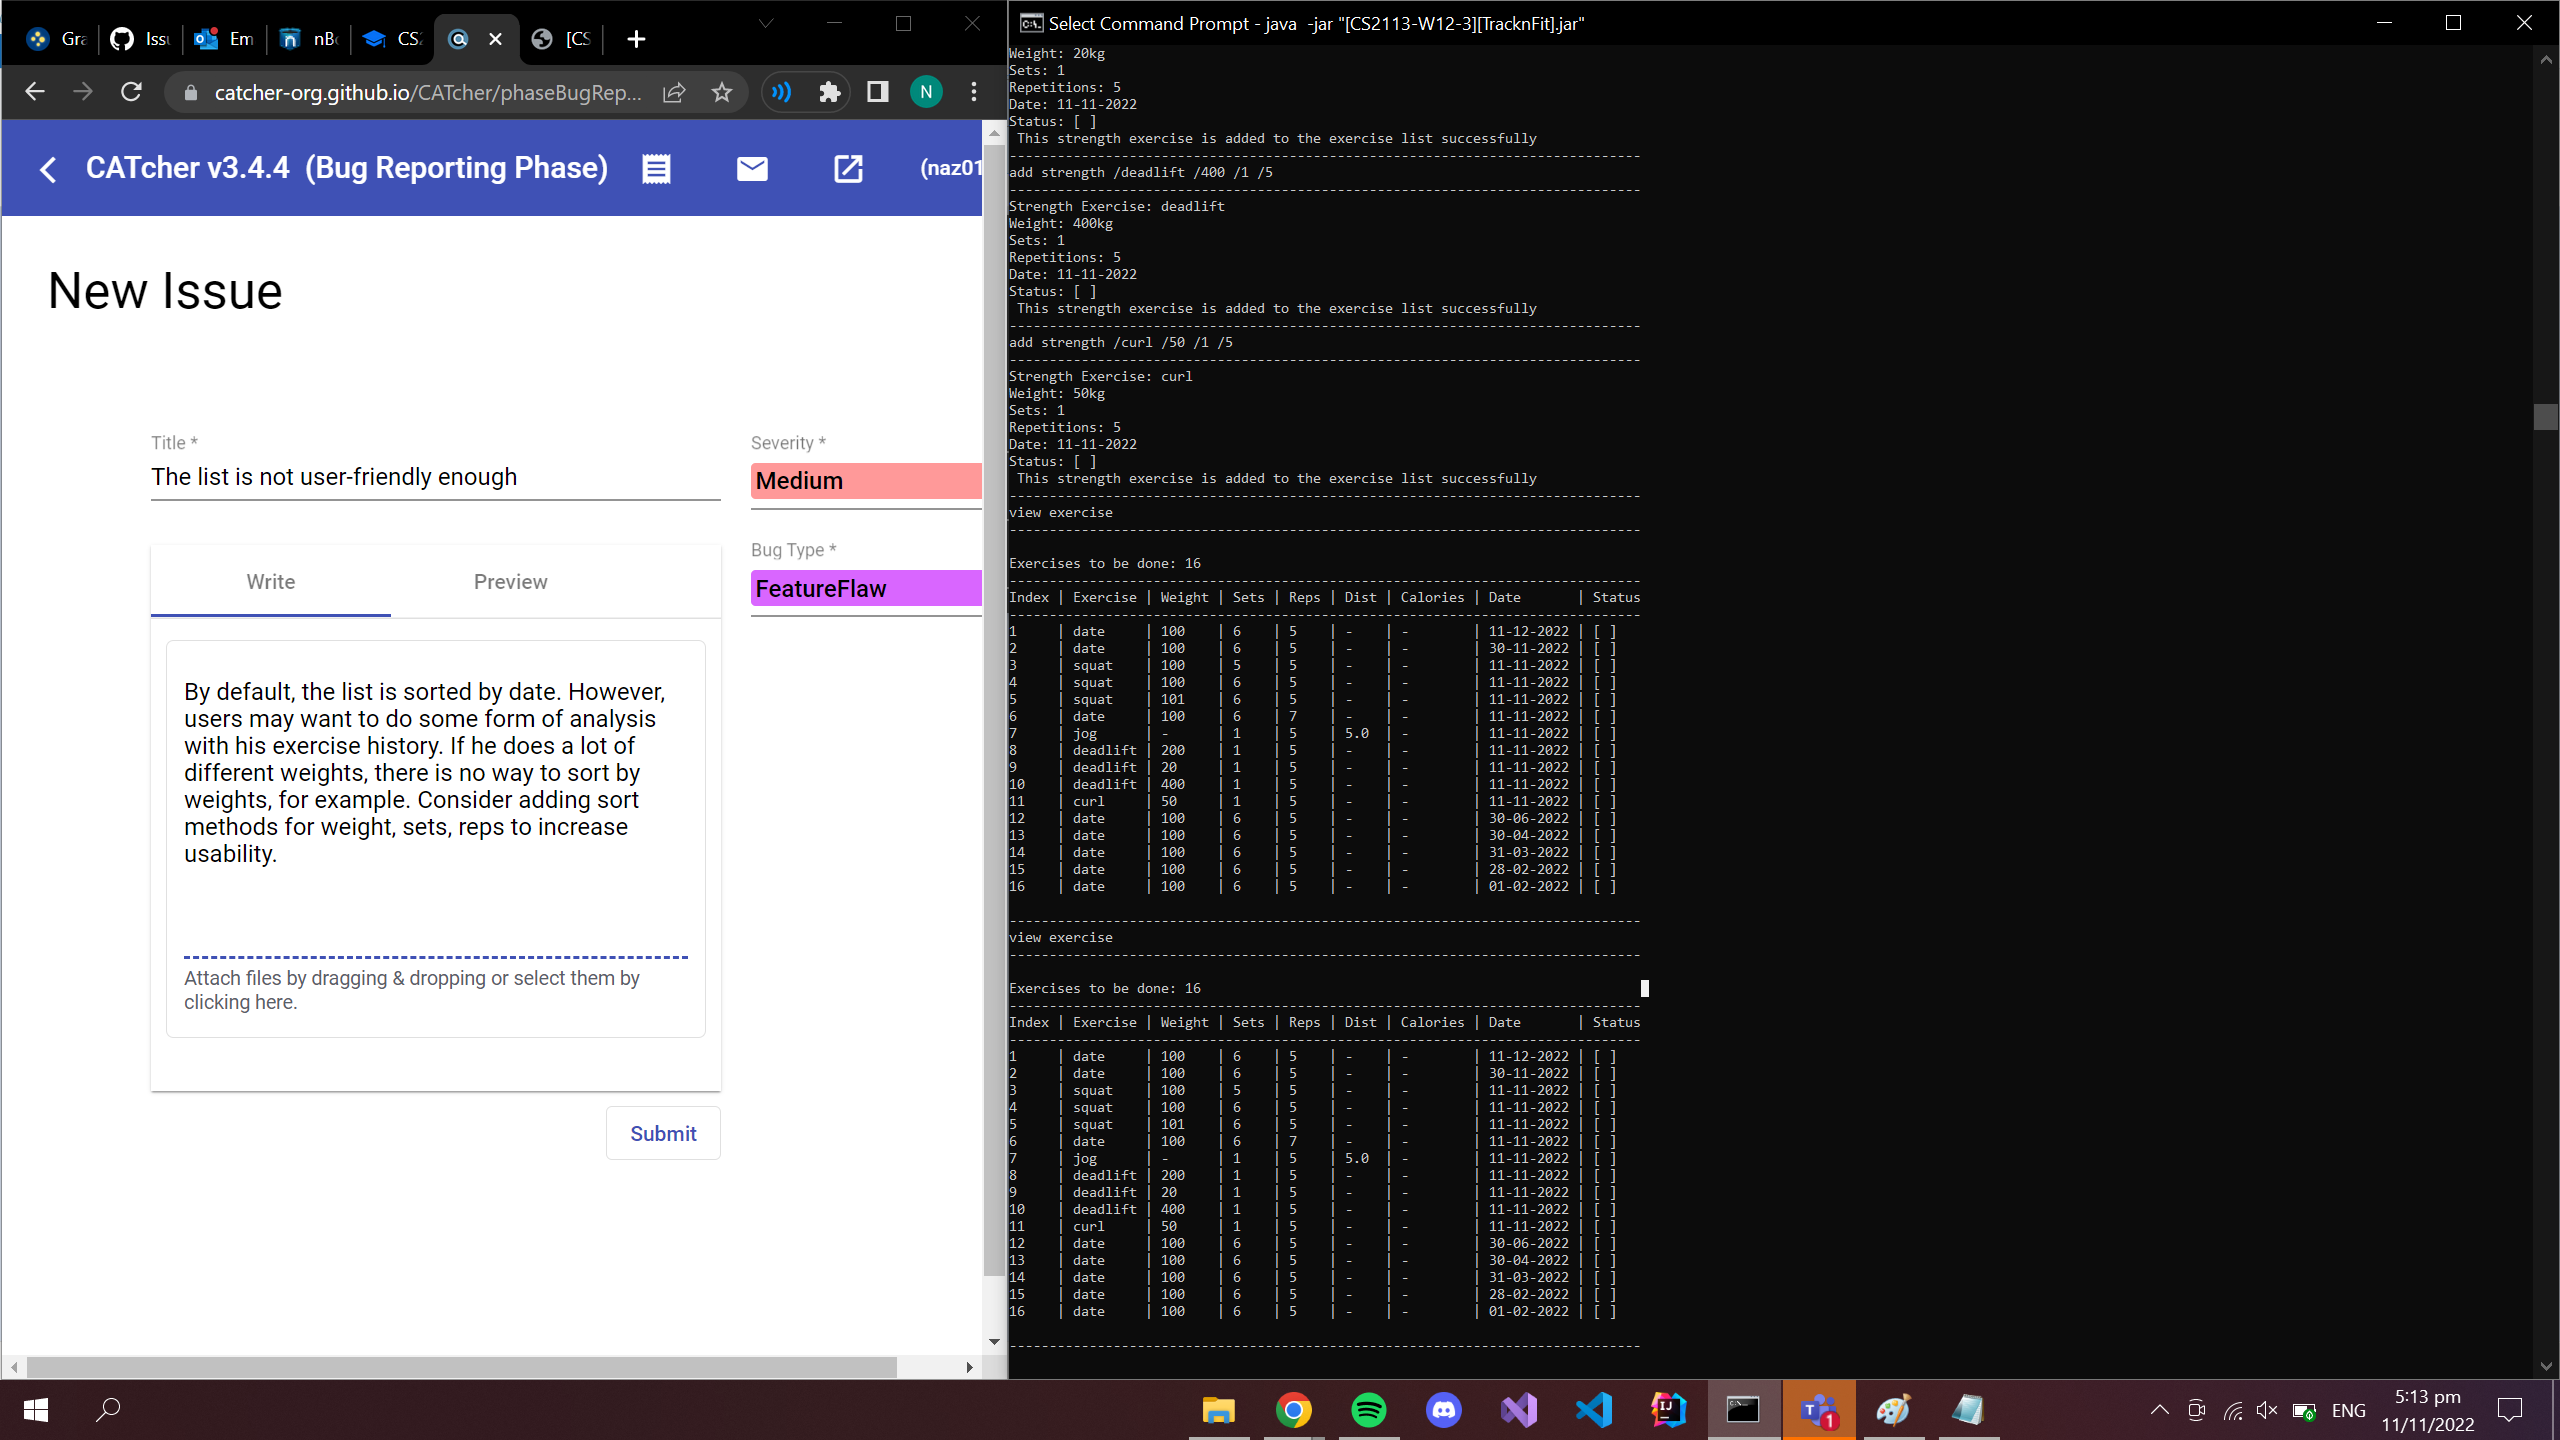 Gra
Iss
Em
nB
CS2
[CS
catcher-org.github.io/CATcher/phaseBugRep...
N
CATcher v3.4.4 (Bug Reporting Phase)
(naz01
New Issue
Title *
The list is not user-friendly enough
Severity *
Medium
Bug Type *
FeatureFlaw
Write
Preview
By default, the list is sorted by date. However,
users may want to do some form of analysis
with his exercise history. If he does a lot of
different weights, there is no way to sort by
weights, for example. Consider adding sort
methods for weight, sets, reps to increase
usability.
Attach files by dragging & dropping or select them by
clicking here.
Submit
Select Command Prompt - java -jar "[CS2113-W12-3][TracknFit].jar"
Weight: 20kg
Sets: 1
Repetitions: 5
Date: 11-11-2022
Status: [ ]
This strength exercise is added to the exercise list successfully
add strength /deadlift /400 /1 /5
Strength Exercise: deadlift
Weight: 400kg
Sets: 1
Repetitions: 5
Date: 11-11-2022
Status: [ ]
This strength exercise is added to the exercise list successfully
add strength /curl /50 /1 /5
Strength Exercise: curl
Weight: 50kg
Sets: 1
Repetitions: 5
Date: 11-11-2022
Status: [ ]
This strength exercise is added to the exercise list successfully
view exercise
Exercises to be done: 16
Index | Exercise | Weight | Sets | Reps | Dist | Calories | Date | Status
1 | date | 100 | 6 | 5 | - | - | 11-12-2022 | [ ]
2 | date | 100 | 6 | 5 | - | - | 30-11-2022 | [ ]
3 | squat | 100 | 5 | 5 | - | - | 11-11-2022 | [ ]
4 | squat | 100 | 6 | 5 | - | - | 11-11-2022 | [ ]
5 | squat | 101 | 6 | 5 | - | - | 11-11-2022 | [ ]
6 | date | 100 | 6 | 7 | - | - | 11-11-2022 | [ ]
7 | jog | - | 1 | 5 | 5.0 | - | 11-11-2022 | [ ]
8 | deadlift | 200 | 1 | 5 | - | - | 11-11-2022 | [ ]
9 | deadlift | 20 | 1 | 5 | - | - | 11-11-2022 | [ ]
10 | deadlift | 400 | 1 | 5 | - | - | 11-11-2022 | [ ]
11 | curl | 50 | 1 | 5 | - | - | 11-11-2022 | [ ]
12 | date | 100 | 6 | 5 | - | - | 30-06-2022 | [ ]
13 | date | 100 | 6 | 5 | - | - | 30-04-2022 | [ ]
14 | date | 100 | 6 | 5 | - | - | 31-03-2022 | [ ]
15 | date | 100 | 6 | 5 | - | - | 28-02-2022 | [ ]
16 | date | 100 | 6 | 5 | - | - | 01-02-2022 | [ ]
view exercise
Exercises to be done: 16
Index | Exercise | Weight | Sets | Reps | Dist | Calories | Date | Status
1 | date | 100 | 6 | 5 | - | - | 11-12-2022 | [ ]
2 | date | 100 | 6 | 5 | - | - | 30-11-2022 | [ ]
3 | squat | 100 | 5 | 5 | - | - | 11-11-2022 | [ ]
4 | squat | 100 | 6 | 5 | - | - | 11-11-2022 | [ ]
5 | squat | 101 | 6 | 5 | - | - | 11-11-2022 | [ ]
6 | date | 100 | 6 | 7 | - | - | 11-11-2022 | [ ]
7 | jog | - | 1 | 5 | 5.0 | - | 11-11-2022 | [ ]
8 | deadlift | 200 | 1 | 5 | - | - | 11-11-2022 | [ ]
9 | deadlift | 20 | 1 | 5 | - | - | 11-11-2022 | [ ]
10 | deadlift | 400 | 1 | 5 | - | - | 11-11-2022 | [ ]
11 | curl | 50 | 1 | 5 | - | - | 11-11-2022 | [ ]
12 | date | 100 | 6 | 5 | - | - | 30-06-2022 | [ ]
13 | date | 100 | 6 | 5 | - | - | 30-04-2022 | [ ]
14 | date | 100 | 6 | 5 | - | - | 31-03-2022 | [ ]
15 | date | 100 | 6 | 5 | - | - | 28-02-2022 | [ ]
16 | date | 100 | 6 | 5 | - | - | 01-02-2022 | [ ]
ENG
5:13 pm
11/11/2022